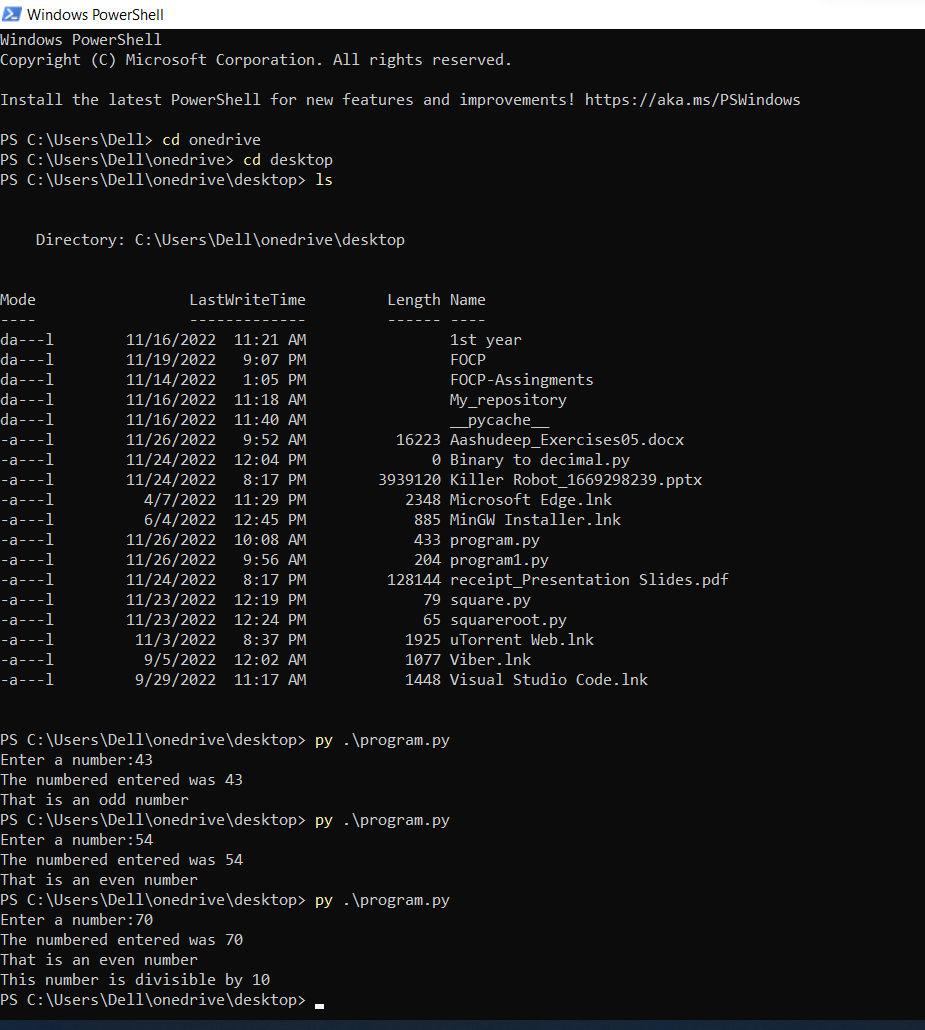 Windows PowerShell
Windows PowerShell
Copyright (C) Microsoft Corporation. All rights reserved.
Install the latest PowerShell for new features and improvements! https://aka.ms/PSWindows
PS C:\Users\Dell> cd onedrive
PS C:\Users\Dell\onedrive> cd desktop
PS C:\Users\Dell\onedrive\desktop> ls
Directory: C:\Users\Dell\onedrive\desktop
Mode LastWriteTime Length Name
---- ------------- ------ ----
da---l 11/16/2022 11:21 AM 1st year
da---l 11/19/2022 9:07 PM FOCP
da---l 11/14/2022 1:05 PM FOCP-Assingments
da---l 11/16/2022 11:18 AM My_repository
da---l 11/16/2022 11:40 AM __pycache__
-a---l 11/26/2022 9:52 AM 16223 Aashudeep_Exercises05.docx
-a---l 11/24/2022 12:04 PM 0 Binary to decimal.py
-a---l 11/24/2022 8:17 PM 3939120 Killer Robot_1669298239.pptx
-a---l 4/7/2022 11:29 PM 2348 Microsoft Edge.lnk
-a---l 6/4/2022 12:45 PM 885 MinGW Installer.lnk
-a---l 11/26/2022 10:08 AM 433 program.py
-a---l 11/26/2022 9:56 AM 204 program1.py
-a---l 11/24/2022 8:17 PM 128144 receipt_Presentation Slides.pdf
-a---l 11/23/2022 12:19 PM 79 square.py
-a---l 11/23/2022 12:24 PM 65 squareroot.py
-a---l 11/3/2022 8:37 PM 1925 uTorrent Web.lnk
-a---l 9/5/2022 12:02 AM 1077 Viber.lnk
-a---l 9/29/2022 11:17 AM 1448 Visual Studio Code.lnk
PS C:\Users\Dell\onedrive\desktop> py .\program.py
Enter a number:43
The numbered entered was 43
That is an odd number
PS C:\Users\Dell\onedrive\desktop> py .\program.py
Enter a number:54
The numbered entered was 54
That is an even number
PS C:\Users\Dell\onedrive\desktop> py .\program.py
Enter a number:70
The numbered entered was 70
That is an even number
This number is divisible by 10
PS C:\Users\Dell\onedrive\desktop>